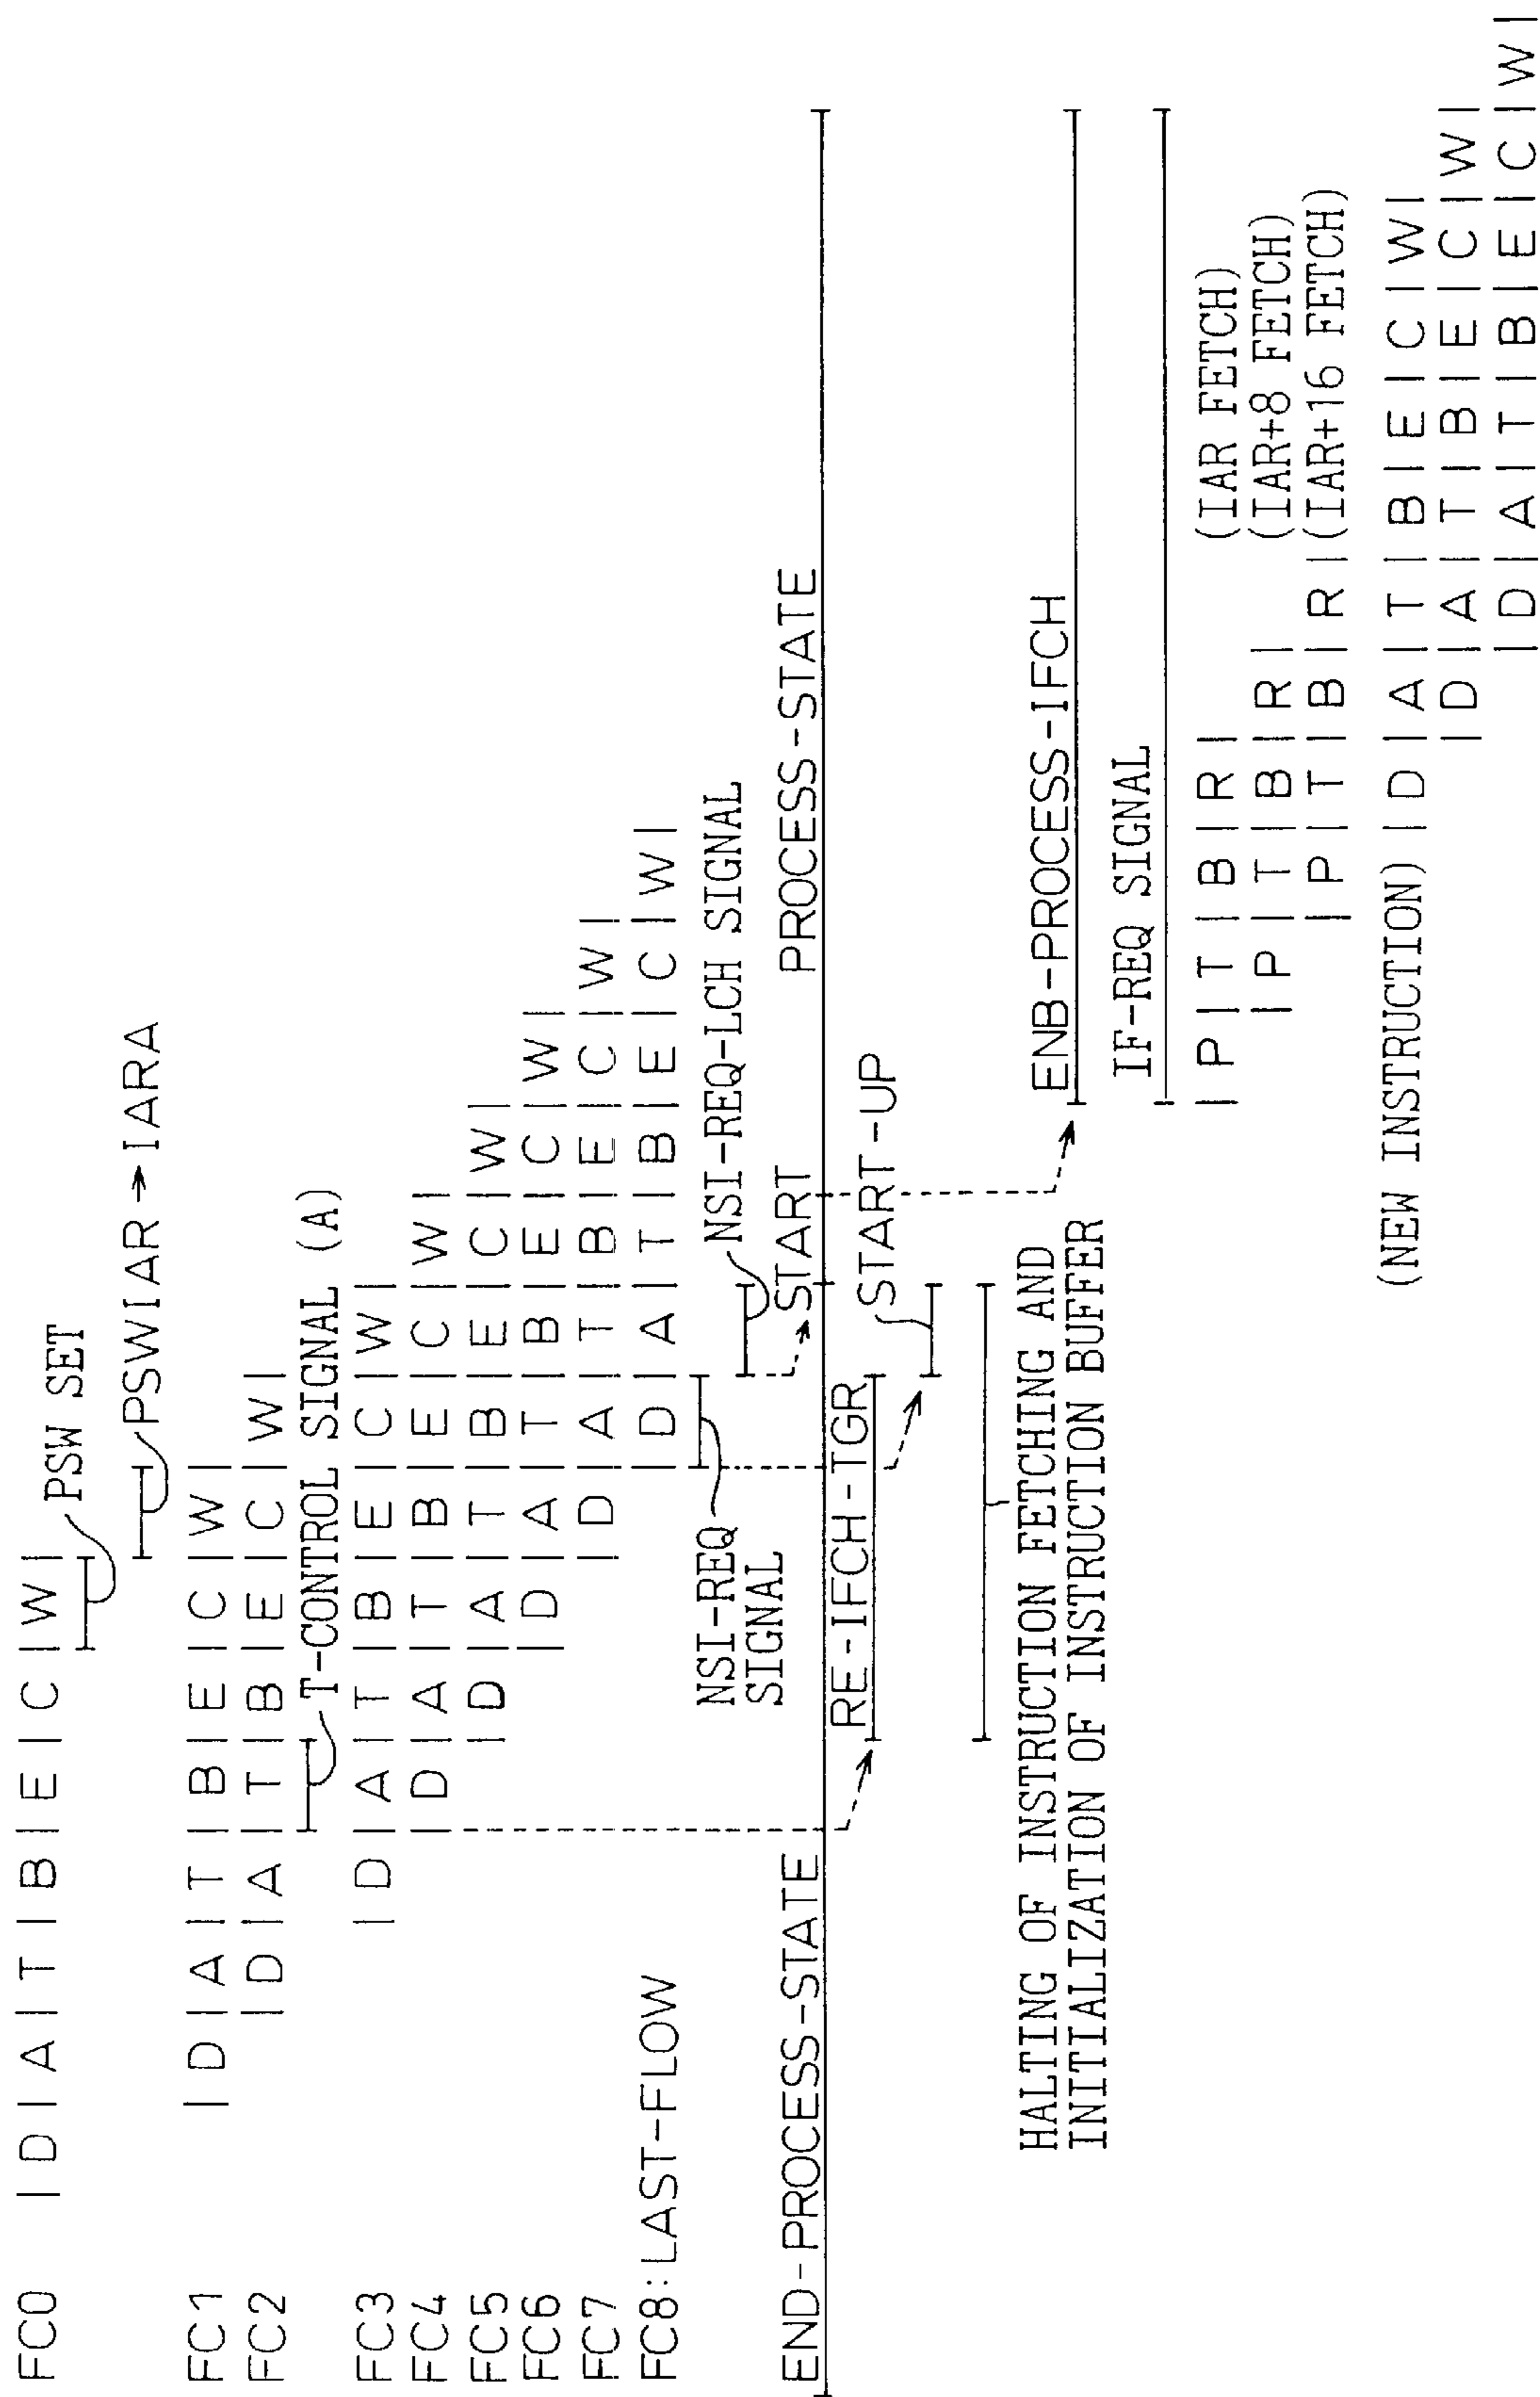 FC0 | D | A | T | B | E | C | W |
PSW SET
PSWIAR → IARA
FC1 | D | A | T | B | E | C | W |
FC2 | D | A | T | B | E | C | W |
T-CONTROL SIGNAL (A)
FC3 | D | A | T | B | E | C | W |
FC4 | D | A | T | B | E | C | W |
FC5 | D | A | T | B | E | C | W |
FC6 | D | A | T | B | E | C | W |
FC7 | D | A | T | B | E | C | W |
FC8:LAST-FLOW | D | A | T | B | E | C | W |
NSI-REQ
SIGNAL
NSI-REQ-LCH SIGNAL
END-PROCESS-STATE
START
PROCESS-STATE
RE-IFCH-TGR
START-UP
HALTING OF INSTRUCTION FETCHING AND
INITIALIZATION OF INSTRUCTION BUFFER
ENB-PROCESS-IFCH
IF-REQ SIGNAL
| P | T | B | R | (IAR FETCH)
| P | T | B | R | (IAR+8 FETCH)
| P | T | B | R | (IAR+16 FETCH)
(NEW INSTRUCTION) | D | A | T | B | E | C | W |
| D | A | T | B | E | C | W |
| D | A | T | B | E | C | W |